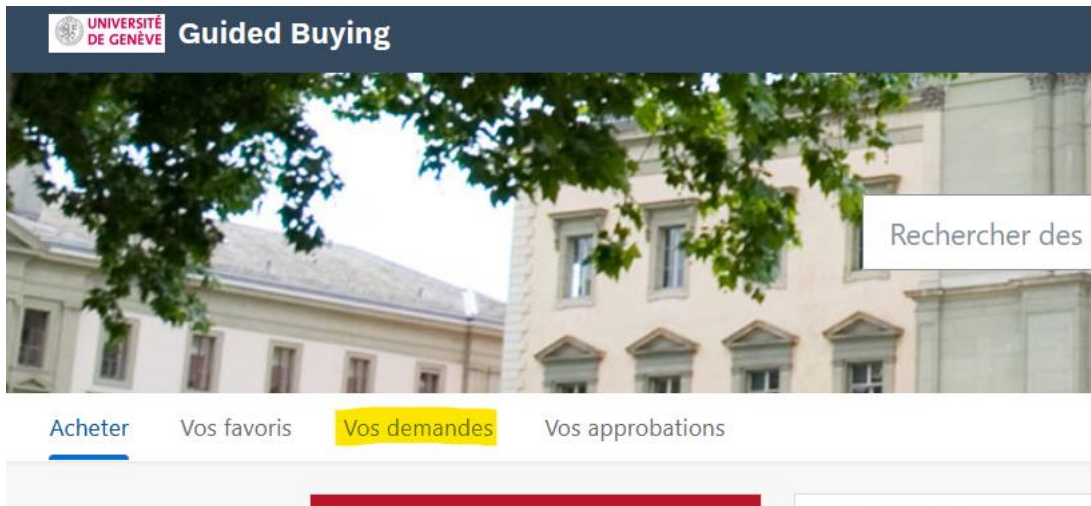 UNIVERSITÉ
DE GENÈVE
Guided Buying
Rechercher des
Acheter Vos favoris Vos demandes Vos approbations